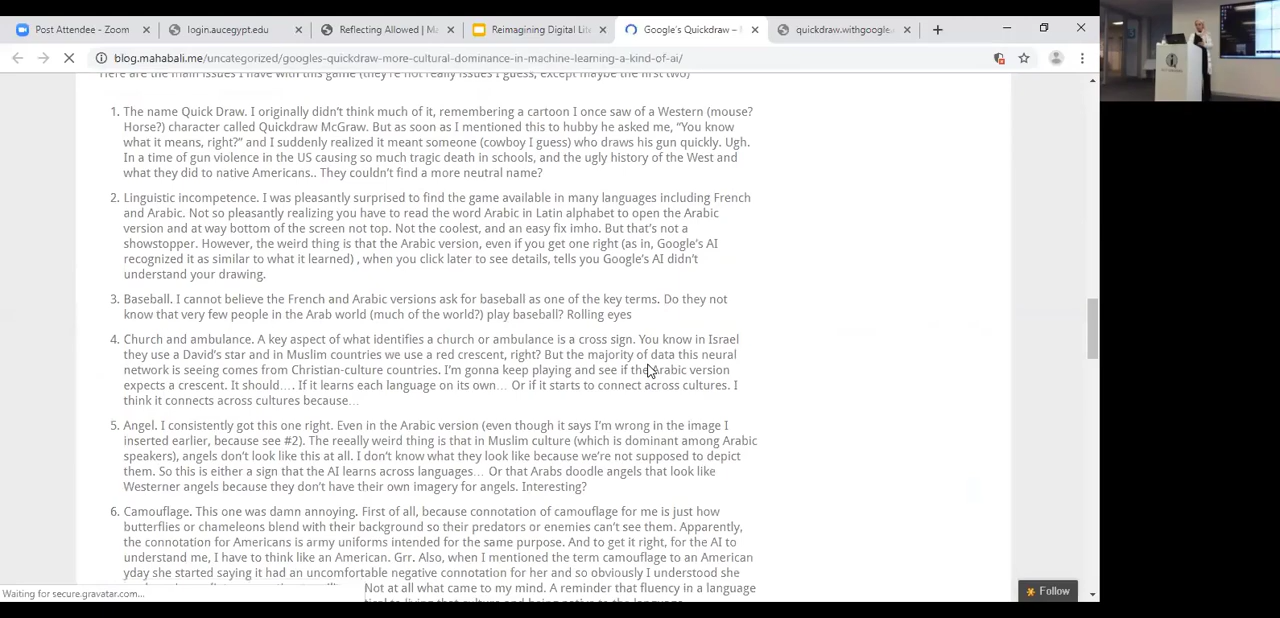 Post Attendee - Zoom
login.aucegypt.edu
Reflecting Allowed | Ma
Reimagining Digital Lite
Google's Quickdraw – M
quickdraw.withgoogle.
blog.mahabali.me/uncategorized/googles-quickdraw-more-cultural-dominance-in-machine-learning-a-kind-of-ai/
Here are the main issues I have with this game (they're not really issues I guess, except maybe the first two)
1. The name Quick Draw. I originally didn't think much of it, remembering a cartoon I once saw of a Western (mouse?
Horse?) character called Quickdraw McGraw. But as soon as I mentioned this to hubby he asked me, "You know
what it means, right?" and I suddenly realized it meant someone (cowboy I guess) who draws his gun quickly. Ugh.
In a time of gun violence in the US causing so much tragic death in schools, and the ugly history of the West and
what they did to native Americans.. They couldn't find a more neutral name?
2. Linguistic incompetence. I was pleasantly surprised to find the game available in many languages including French
and Arabic. Not so pleasantly realizing you have to read the word Arabic in Latin alphabet to open the Arabic
version and at way bottom of the screen not top. Not the coolest, and an easy fix imho. But that's not a
showstopper. However, the weird thing is that the Arabic version, even if you get one right (as in, Google's AI
recognized it as similar to what it learned) , when you click later to see details, tells you Google's AI didn't
understand your drawing.
3. Baseball. I cannot believe the French and Arabic versions ask for baseball as one of the key terms. Do they not
know that very few people in the Arab world (much of the world?) play baseball? Rolling eyes
4. Church and ambulance. A key aspect of what identifies a church or ambulance is a cross sign. You know in Israel
they use a David's star and in Muslim countries we use a red crescent, right? But the majority of data this neural
network is seeing comes from Christian-culture countries. I'm gonna keep playing and see if the Arabic version
expects a crescent. It should…. If it learns each language on its own… Or if it starts to connect across cultures. I
think it connects across cultures because…
5. Angel. I consistently got this one right. Even in the Arabic version (even though it says I'm wrong in the image I
inserted earlier, because see #2). The reeally weird thing is that in Muslim culture (which is dominant among Arabic
speakers), angels don't look like this at all. I don't know what they look like because we're not supposed to depict
them. So this is either a sign that the AI learns across languages… Or that Arabs doodle angels that look like
Westerner angels because they don't have their own imagery for angels. Interesting?
6. Camouflage. This one was damn annoying. First of all, because connotation of camouflage for me is just how
butterflies or chameleons blend with their background so their predators or enemies can't see them. Apparently,
the connotation for Americans is army uniforms intended for the same purpose. And to get it right, for the AI to
understand me, I have to think like an American. Grr. Also, when I mentioned the term camouflage to an American
yday she started saying it had an uncomfortable negative connotation for her and so obviously I understood she
Not at all what came to my mind. A reminder that fluency in a language
Waiting for secure.gravatar.com...
Follow